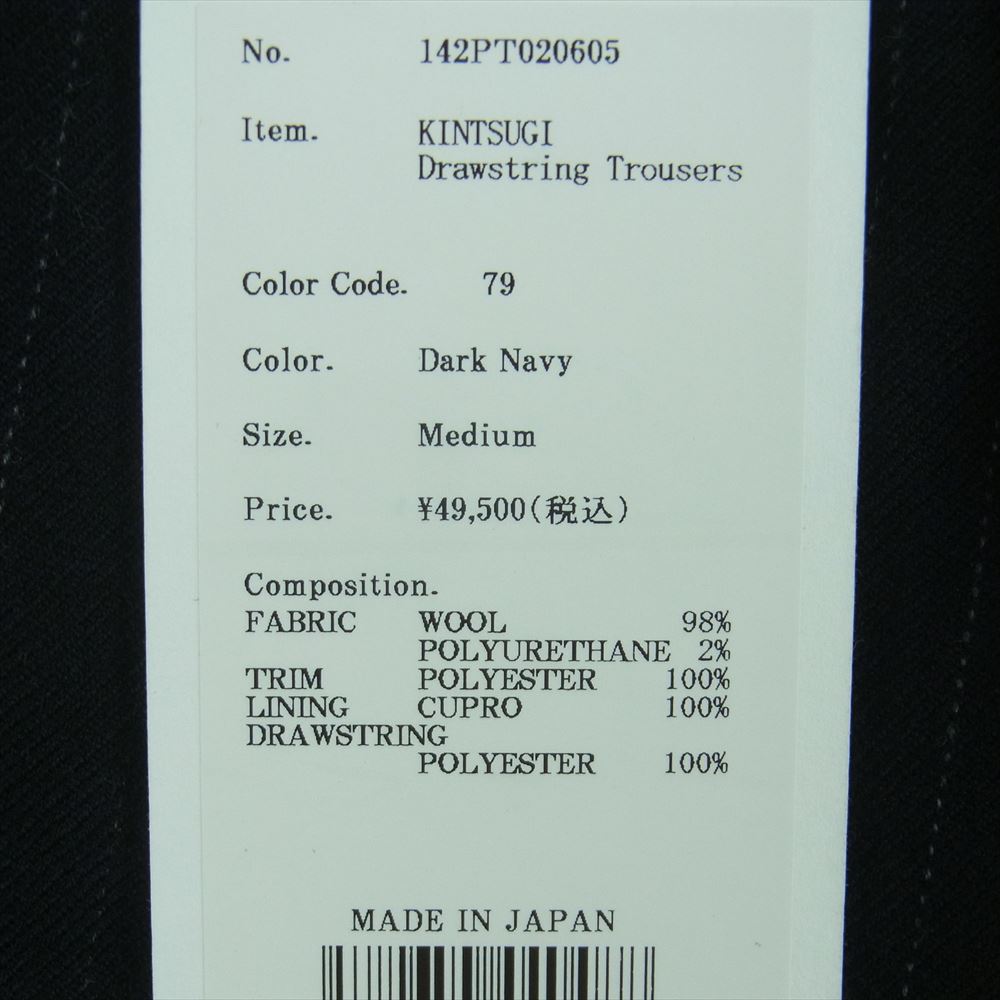 No. 142PT020605
Item. KINTSUGI
Drawstring Trousers
Color Code. 79
Color. Dark Navy
Size. Medium
Price. ¥49,500(税込)
Composition.
FABRIC WOOL 98%
POLYURETHANE 2%
TRIM POLYESTER 100%
LINING CUPRO 100%
DRAWSTRING
POLYESTER 100%
MADE IN JAPAN